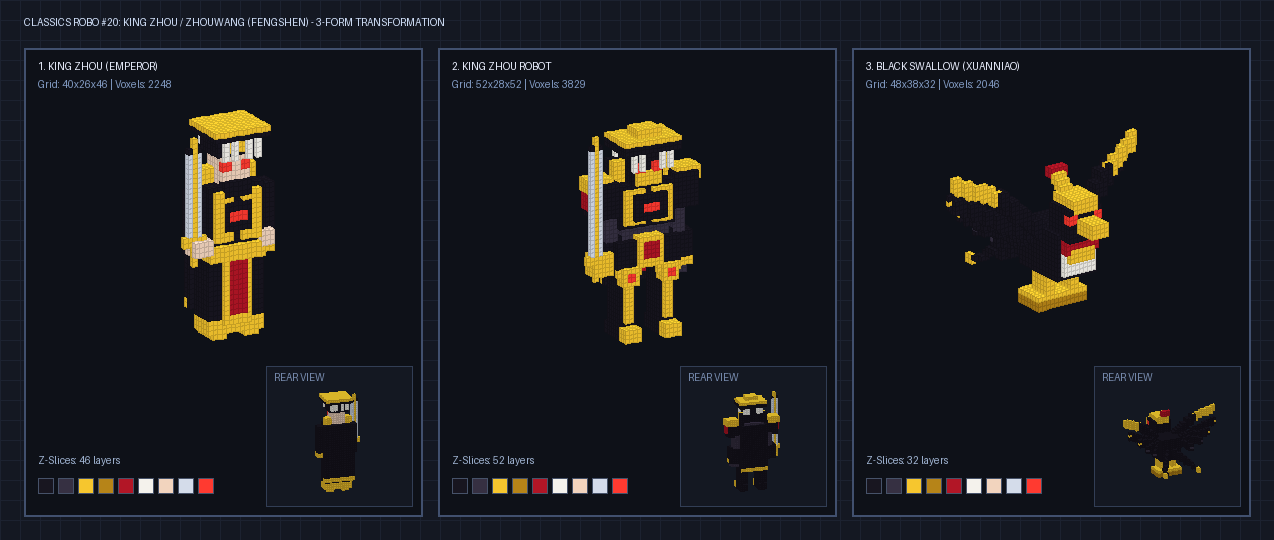 CLASSICS ROBO #20: KING ZHOU / ZHOUWANG (FENGSHEN) - 3-FORM TRANSFORMATION
1. KING ZHOU (EMPEROR)
Grid: 40x26x46 | Voxels: 2248
REAR VIEW
Z-Slices: 46 layers
2. KING ZHOU ROBOT
Grid: 52x28x52 | Voxels: 3829
REAR VIEW
Z-Slices: 52 layers
3. BLACK SWALLOW (XUANNIAO)
Grid: 48x38x32 | Voxels: 2046
REAR VIEW
Z-Slices: 32 layers